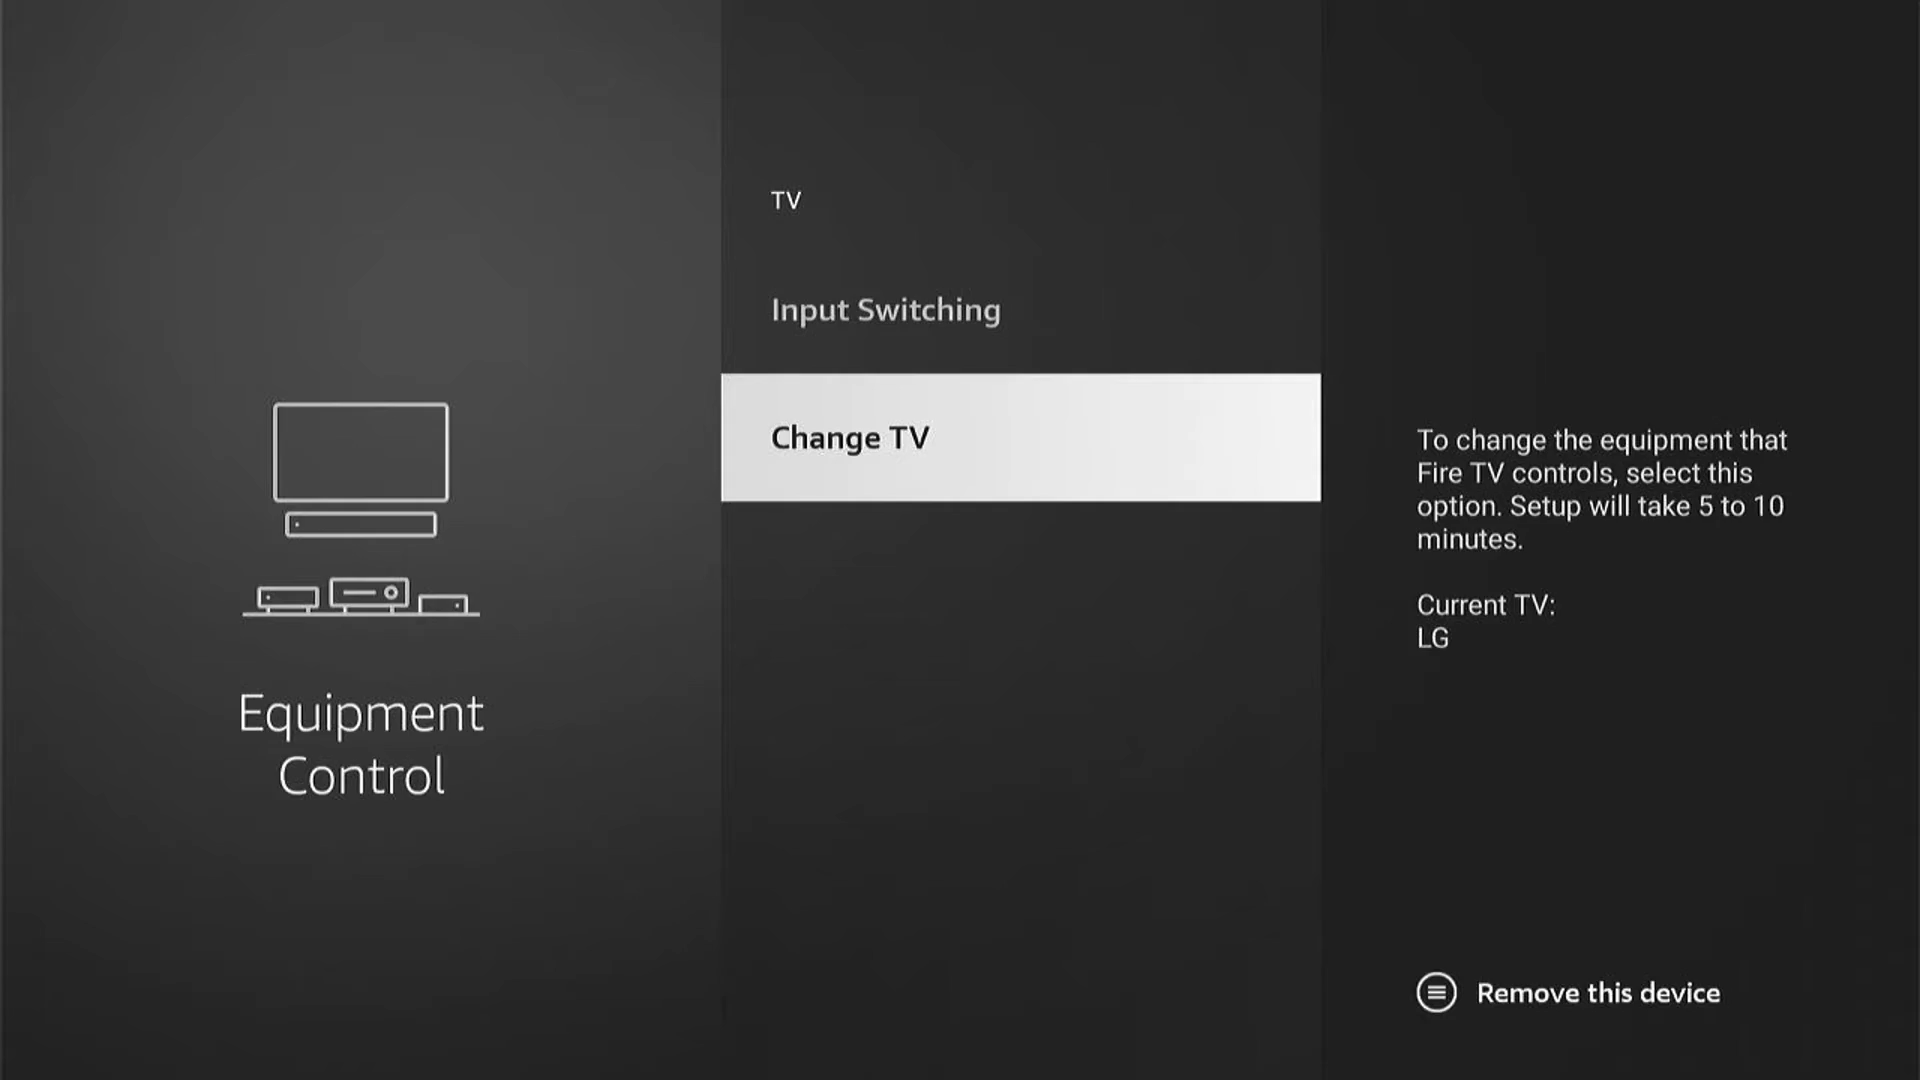 TV
Input Switching
Change TV
To change the equipment that
Fire TV controls, select this
option. Setup will take 5 to 10
minutes.
Current TV:
LG
Equipment
Control
Remove this device